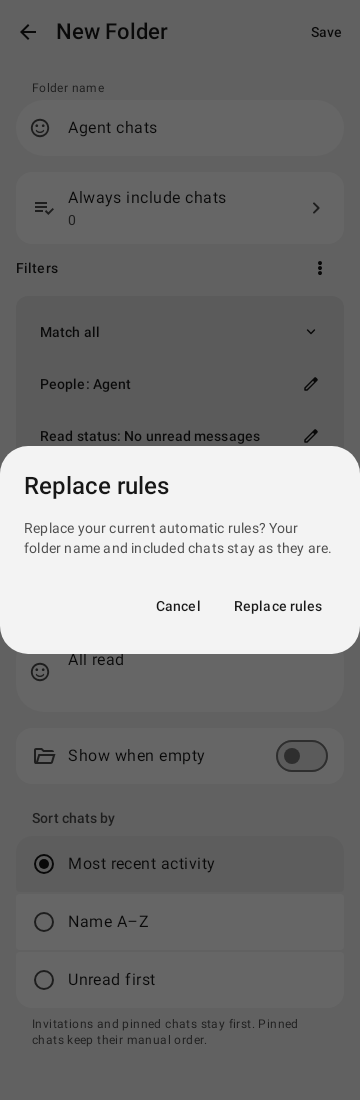 New Folder
Save
Folder name
Agent chats
Always include chats
0
Filters
Match all
People: Agent
Read status: No unread messages
Replace rules
Replace your current automatic rules? Your
folder name and included chats stay as they are.
Cancel
Replace rules
All read
Show when empty
Sort chats by
Most recent activity
Name A–Z
Unread first
Invitations and pinned chats stay first. Pinned
chats keep their manual order.